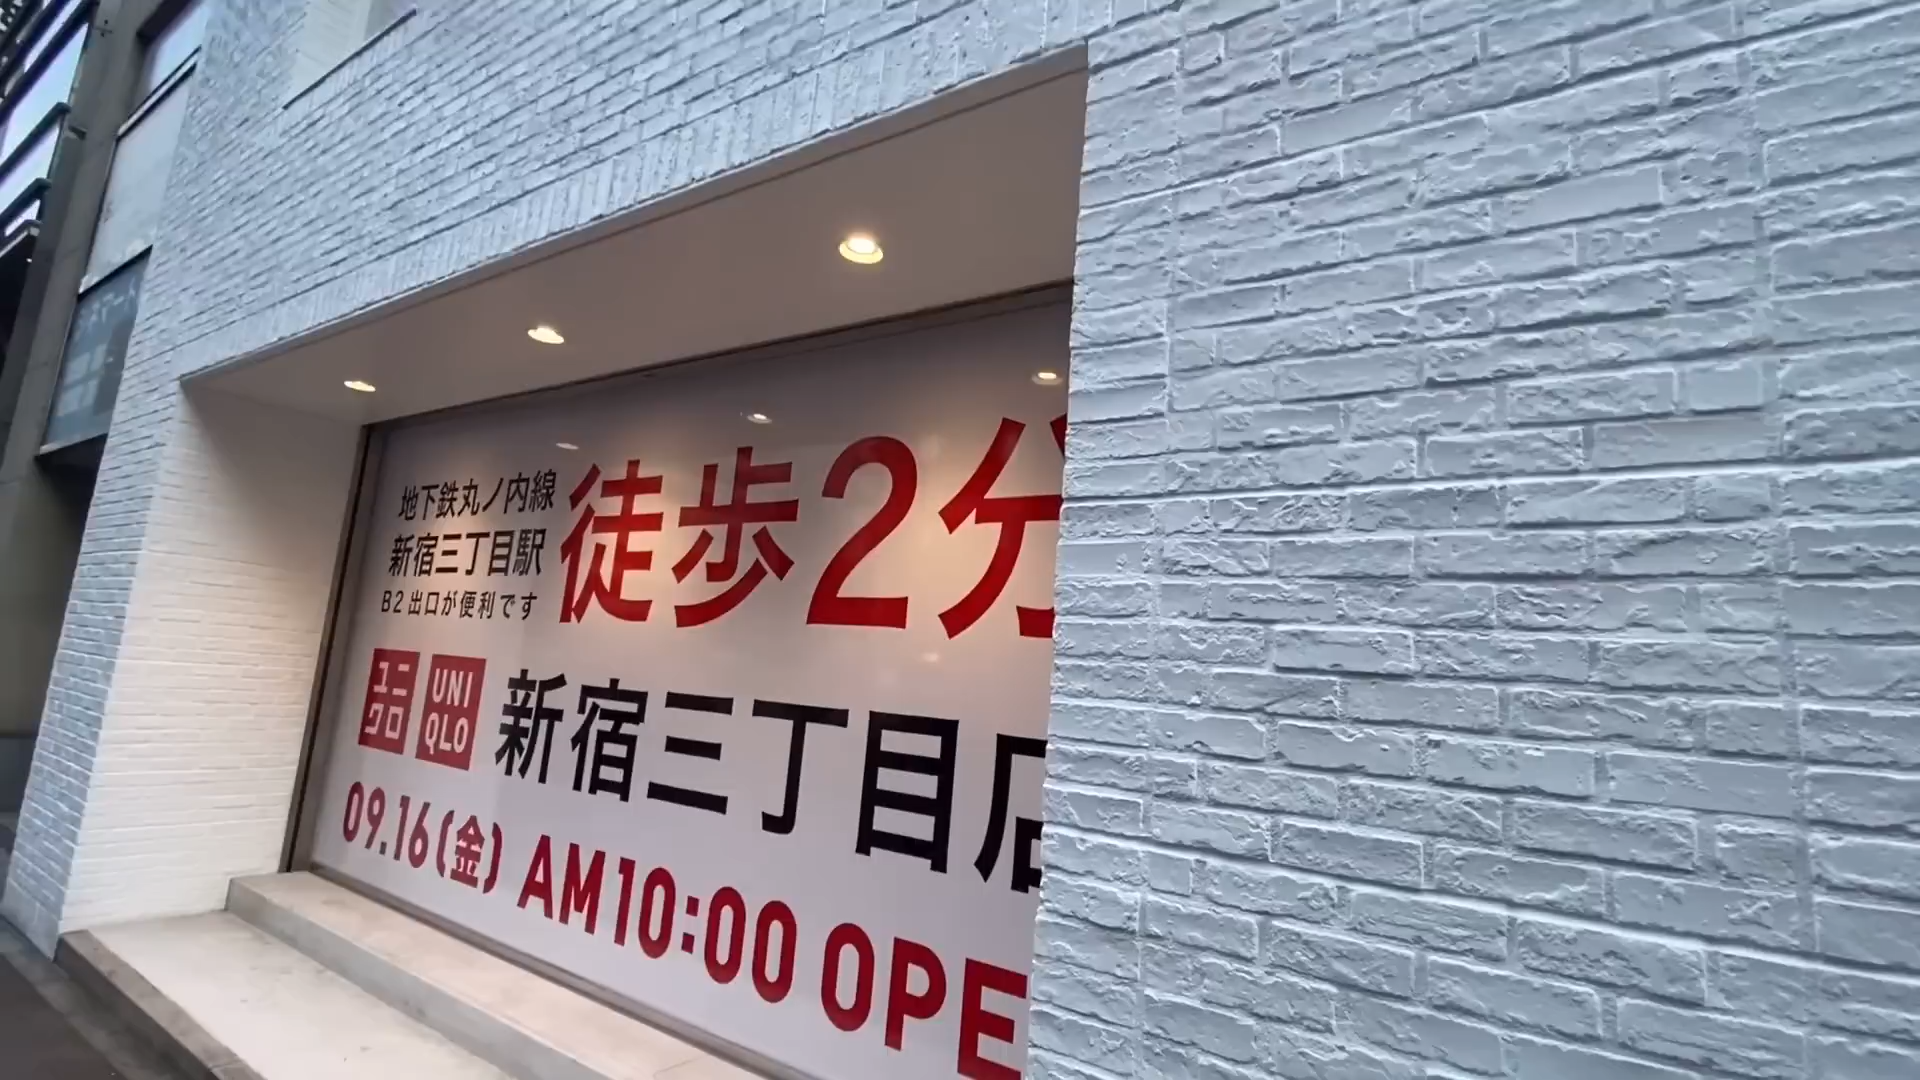 地下鉄丸ノ内線
新宿三丁目駅
B2出口が便利です
徒歩2分
ユニ
クロ
UNI
QLO
新宿三丁目店
09.16(金) AM10:00 OPE